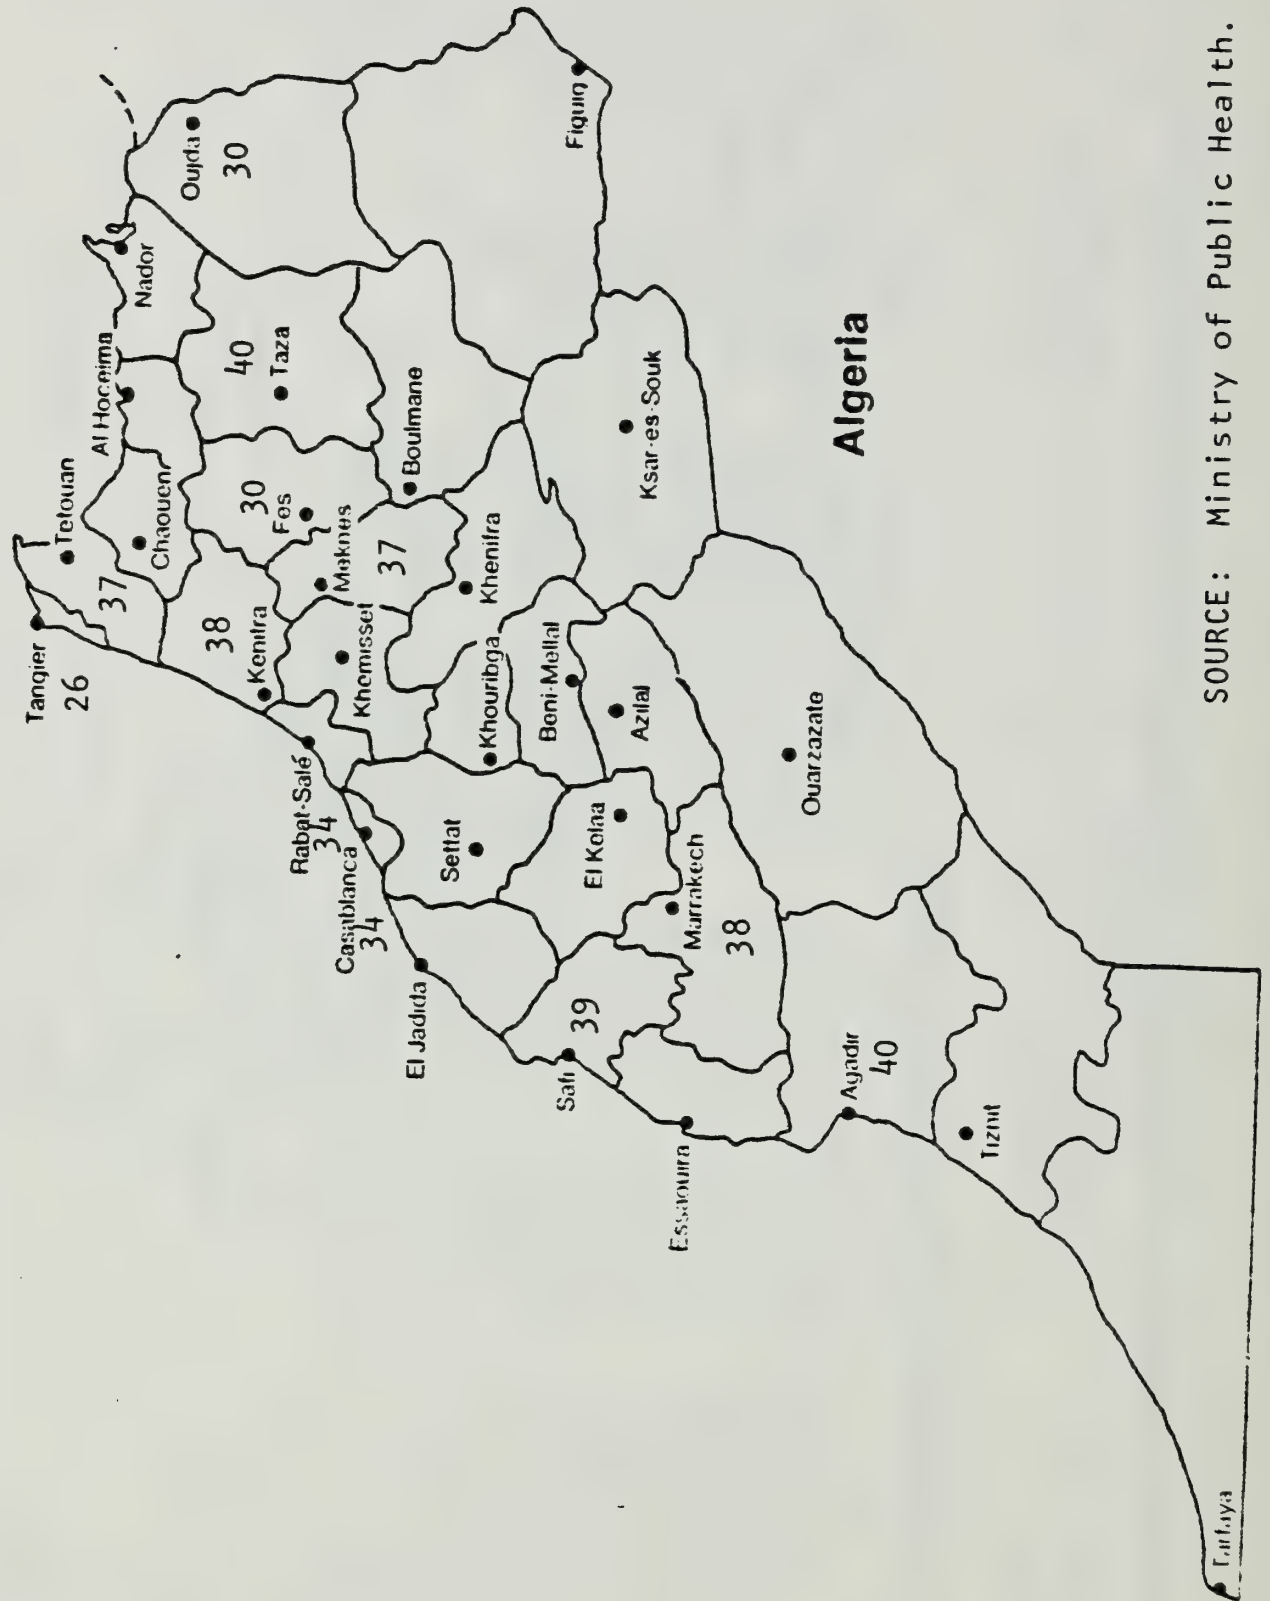 Tangier
26
Tetouan
37
Chaouen
Al Hoceima
Nador
Oujda
30
38
Kenitra
30
Fes
40
Taza
Meknes
37
Khemisset
Rabat-Salé
34
Casablanca
34
Boulmane
Figuig
Khenifra
Khouribga
Settat
El Jadida
Beni-Mellal
Azilal
Ksar-es-Souk
El Kelaa
Safi
39
Marrakech
38
Essaouira
Ouarzazate
Agadir
40
Tiznit
Tarfaya
Algeria
SOURCE: Ministry of Public Health.